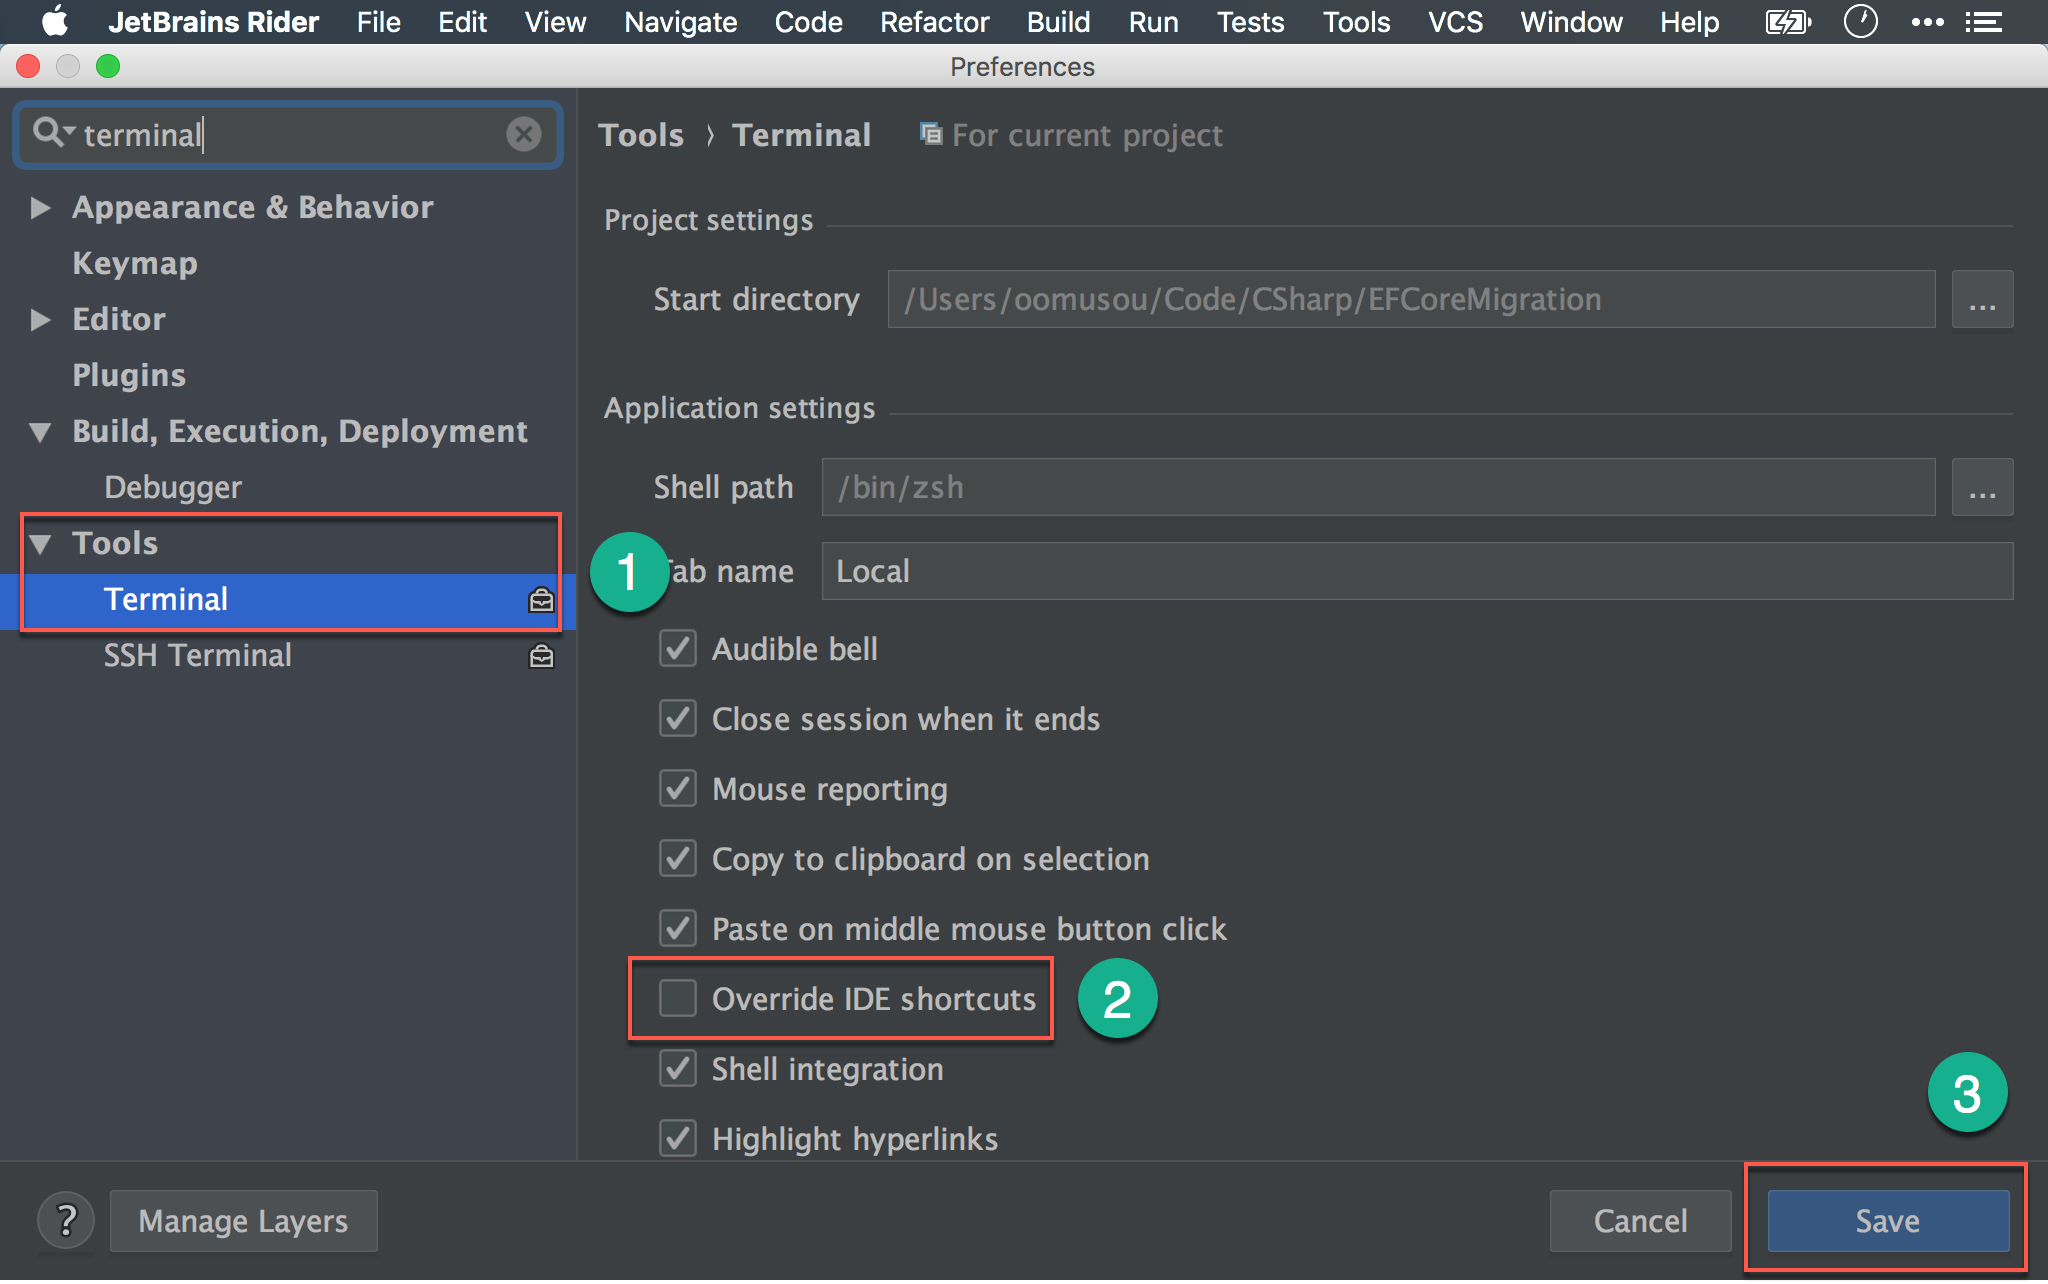 JetBrains Rider File Edit View Navigate Code Refactor Build Run Tests Tools VCS Window Help
Preferences
terminal
Appearance & Behavior
Keymap
Editor
Plugins
Build, Execution, Deployment
Debugger
Tools
Terminal
SSH Terminal
Tools › Terminal For current project
Project settings
Start directory /Users/oomusou/Code/CSharp/EFCoreMigration ...
Application settings
Shell path /bin/zsh ...
1 Tab name Local
Audible bell
Close session when it ends
Mouse reporting
Copy to clipboard on selection
Paste on middle mouse button click
Override IDE shortcuts 2
Shell integration
Highlight hyperlinks
3
? Manage Layers Cancel Save